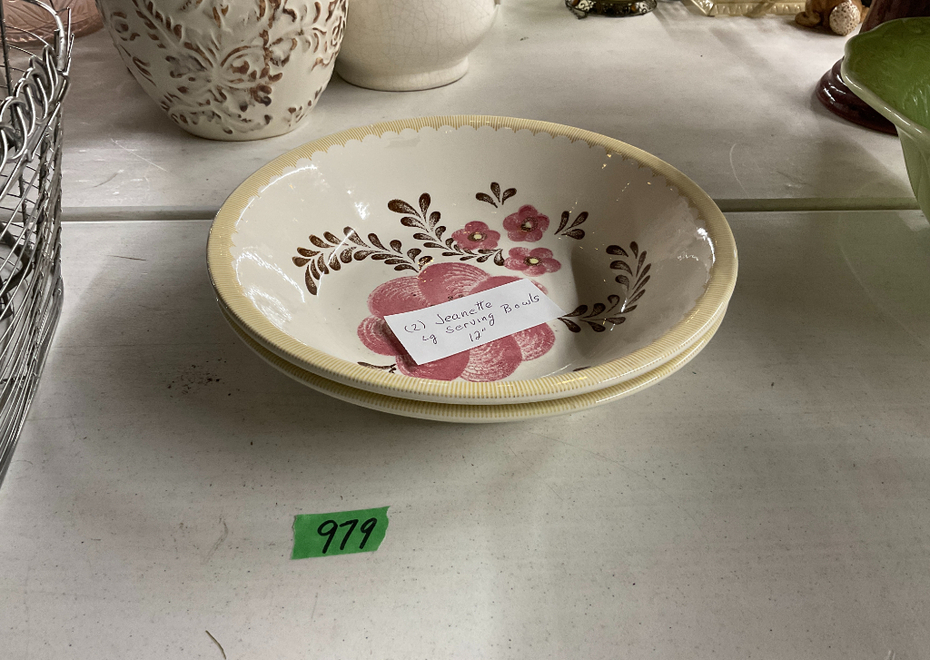 (2) Jeanette
Lg Serving Bowls
12"
979